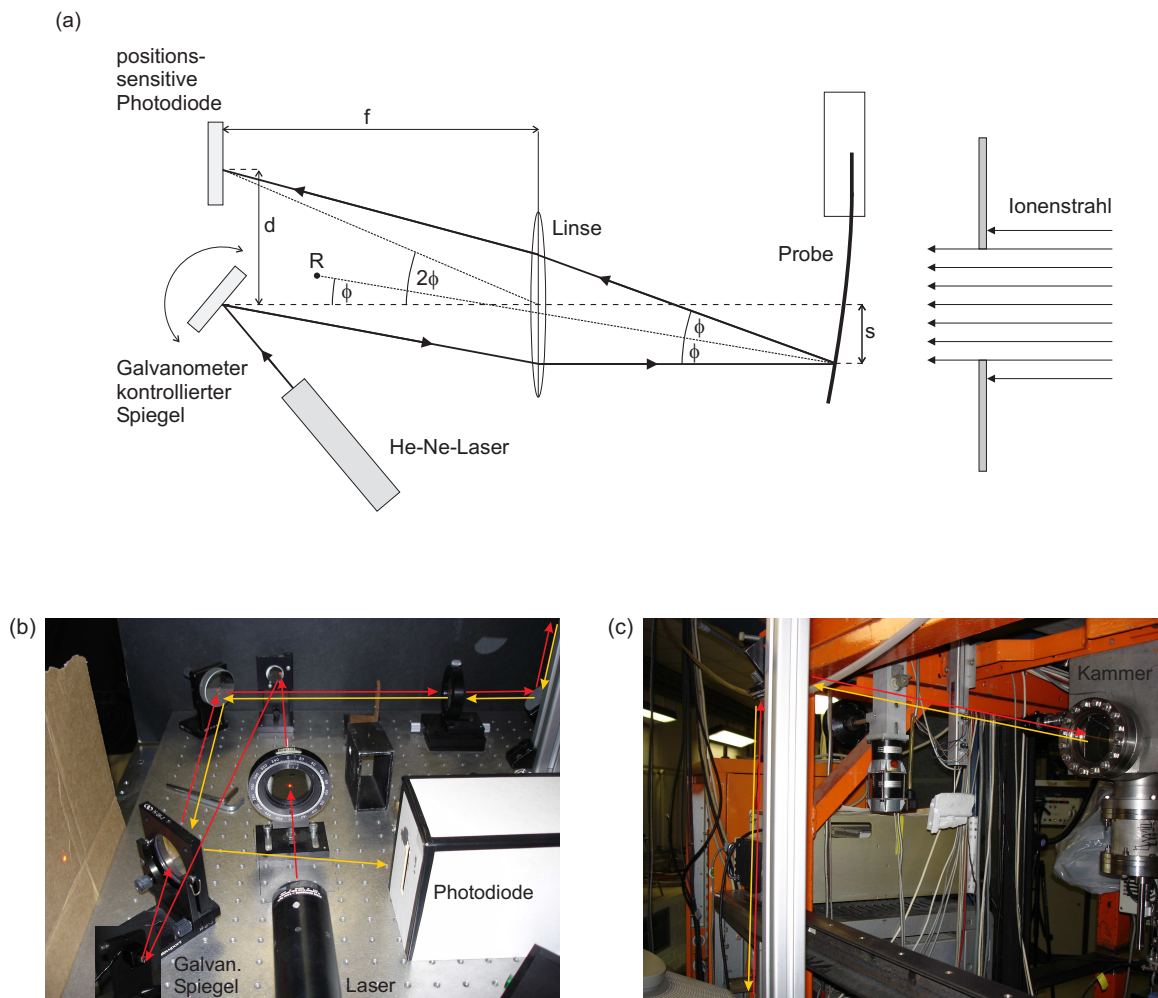 (a)
positions-
sensitive
Photodiode
f
d
R
ϕ
2ϕ
Linse
ϕ
ϕ
Probe
s
Ionenstrahl
Galvanometer
kontrollierter
Spiegel
He-Ne-Laser
(b)
Photodiode
Galvan.
Spiegel
Laser
(c)
Kammer